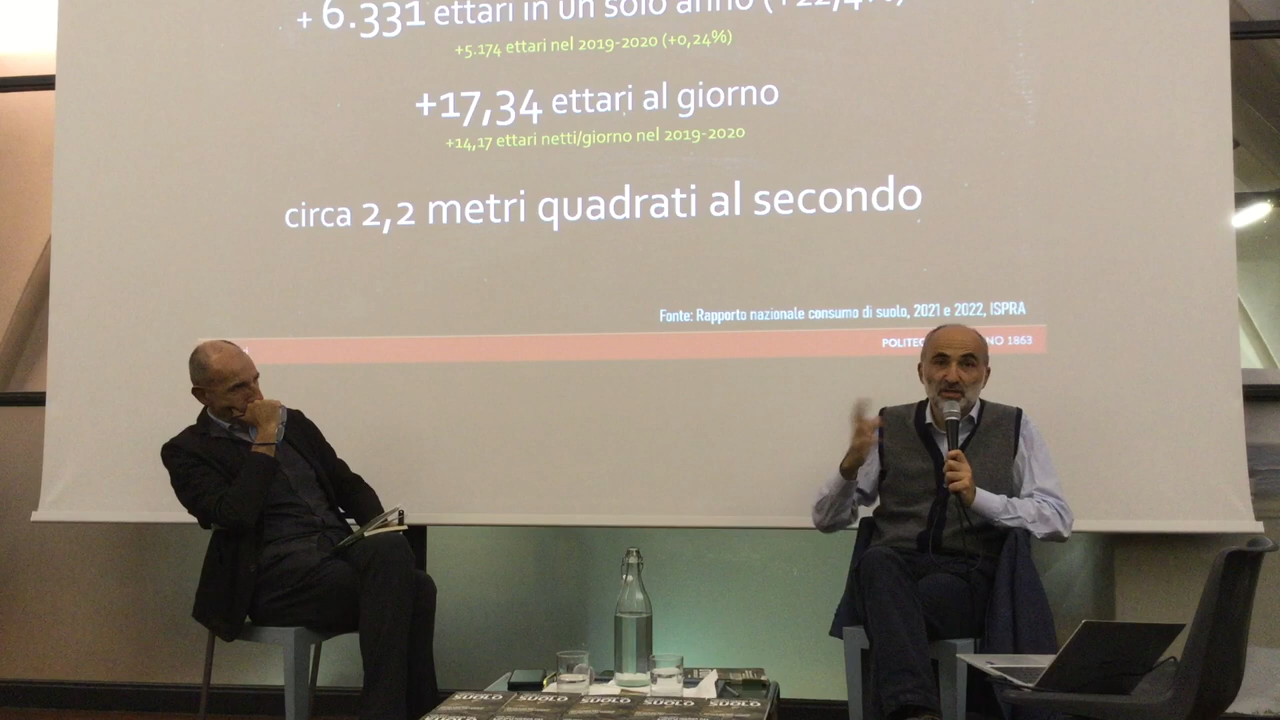 + 6.331 ettari in un solo anno
+5.174 ettari nel 2019-2020 (+0,24%)
+17,34 ettari al giorno
+14,17 ettari netti/giorno nel 2019-2020
circa 2,2 metri quadrati al secondo
Fonte: Rapporto nazionale consumo di suolo, 2021 e 2022, ISPRA
1863
SUOLO SUOLO SUOLO SUOLO